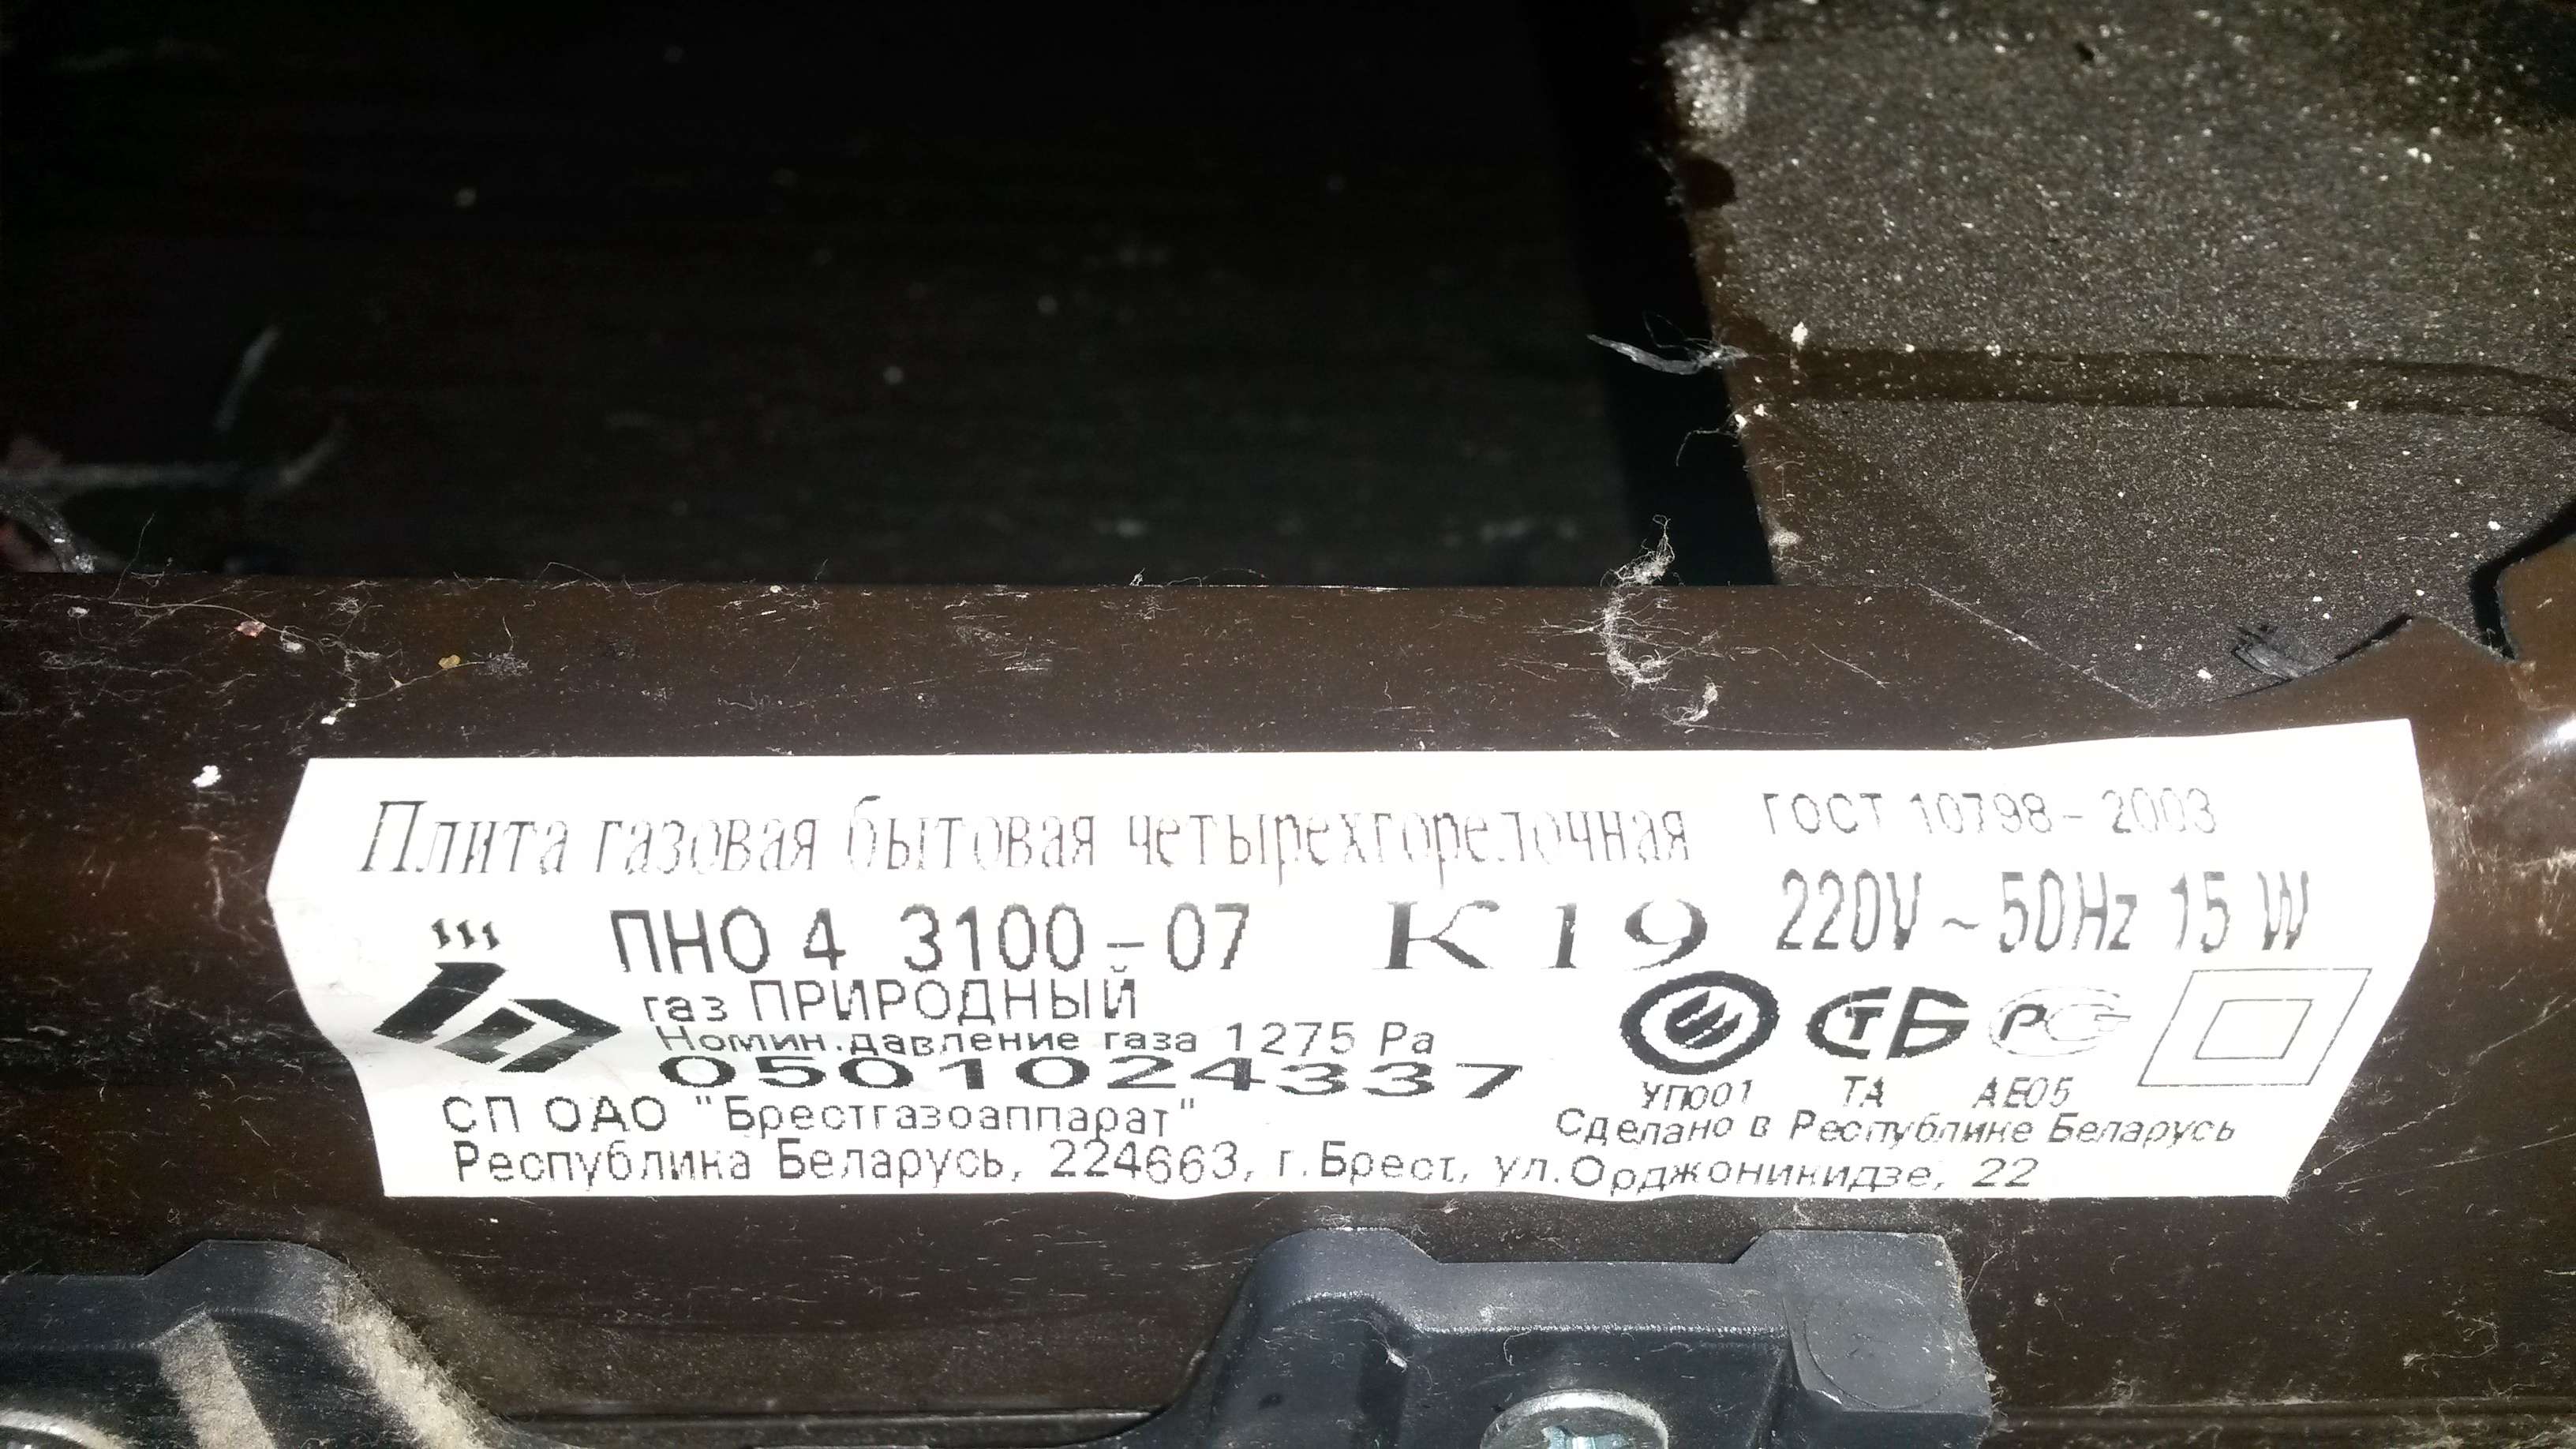 Плита газовая бытовая четырехгорелочная ГОСТ 10798-2003
ПНО 4 3100-07 К19 220V ~ 50Hz 15 W
газ ПРИРОДНЫЙ
Номин.давление газа 1275 Pa
0501024337
СТБ РС
УП001 ТА АЕ05
СП ОАО "Брестгазоаппарат" Сделано в Республике Беларусь
Республика Беларусь, 224663, г.Брест, ул.Орджоникидзе, 22